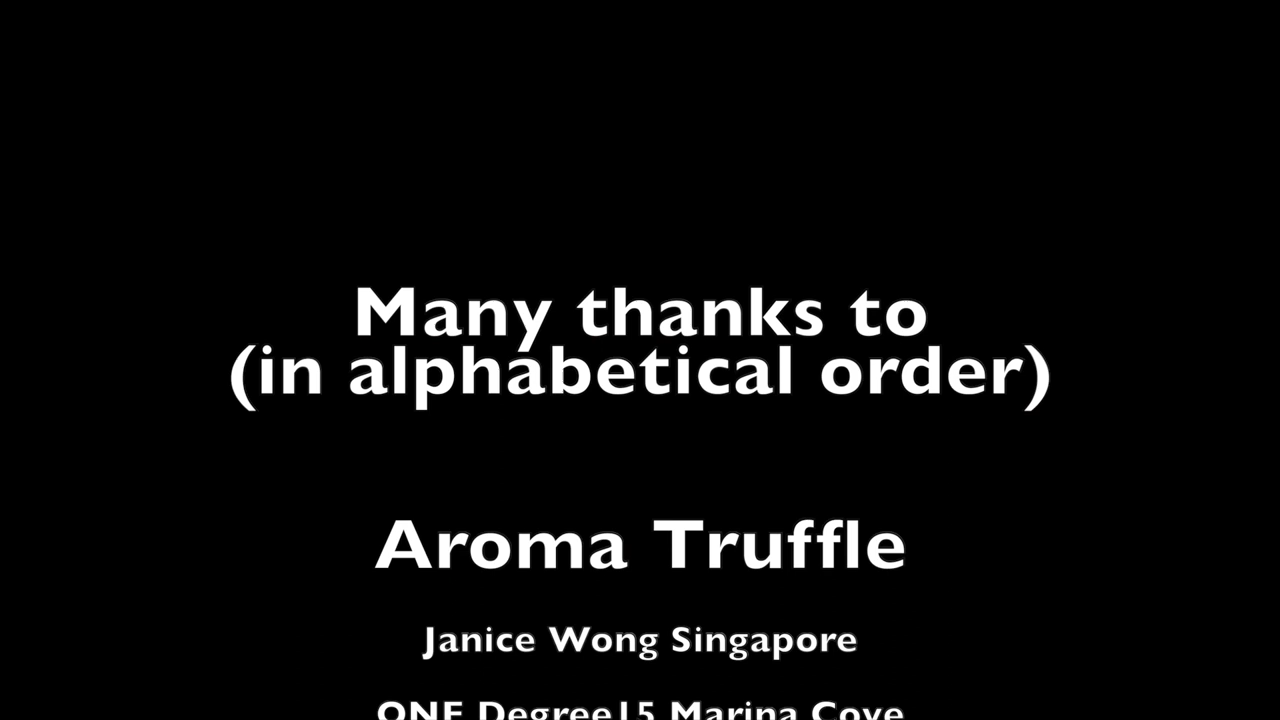 Many thanks to
(in alphabetical order)
Aroma Truffle
Janice Wong Singapore
ONE Degree15 Marina Cove